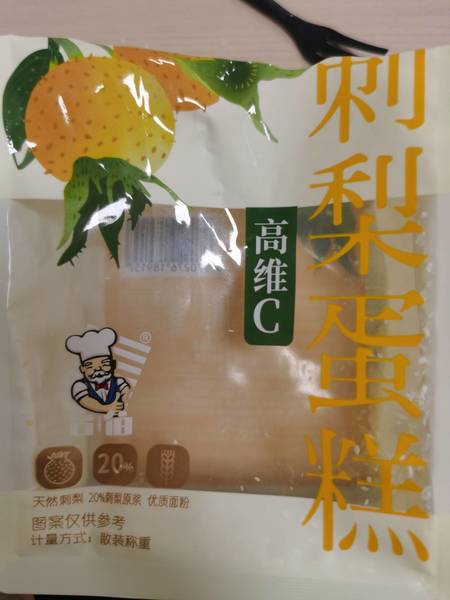 刺梨蛋糕
高维C
®
20%
天然刺梨 20%刺梨原浆 优质面粉
图案仅供参考
计量方式：散装称重